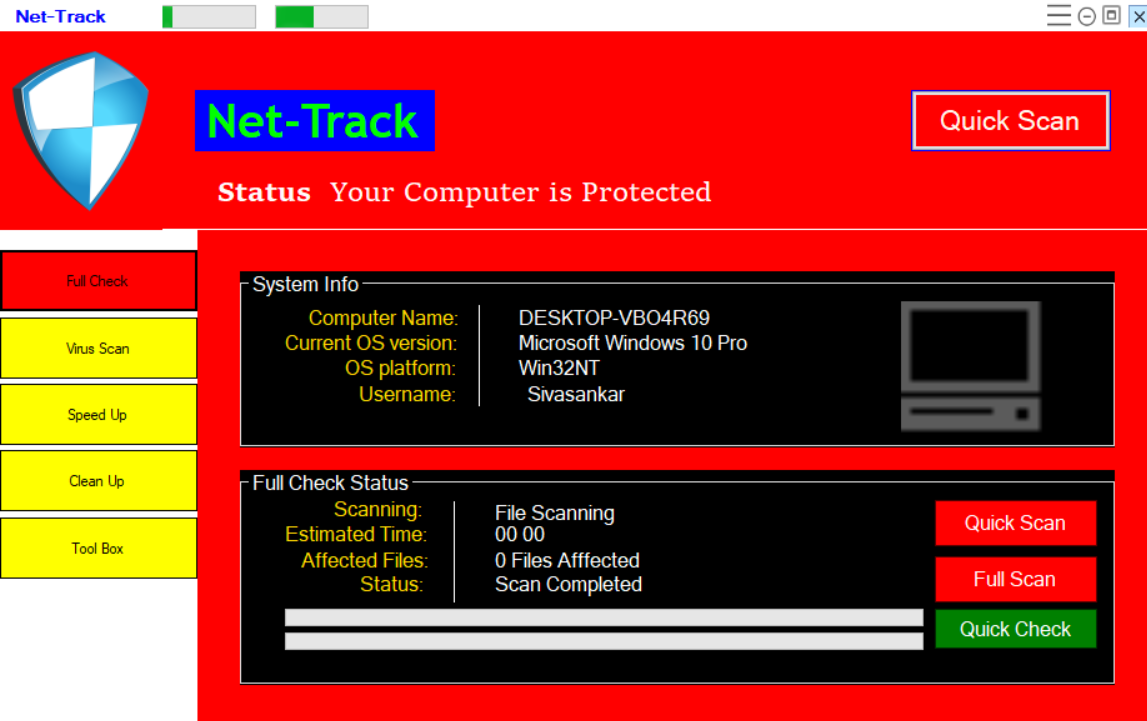 Net-Track
Net-Track
Quick Scan
Status Your Computer is Protected
Full Check
Virus Scan
Speed Up
Clean Up
Tool Box
System Info
Computer Name: DESKTOP-VBO4R69
Current OS version: Microsoft Windows 10 Pro
OS platform: Win32NT
Username: Sivasankar
Full Check Status
Scanning: File Scanning
Estimated Time: 00 00
Affected Files: 0 Files Afffected
Status: Scan Completed
Quick Scan
Full Scan
Quick Check